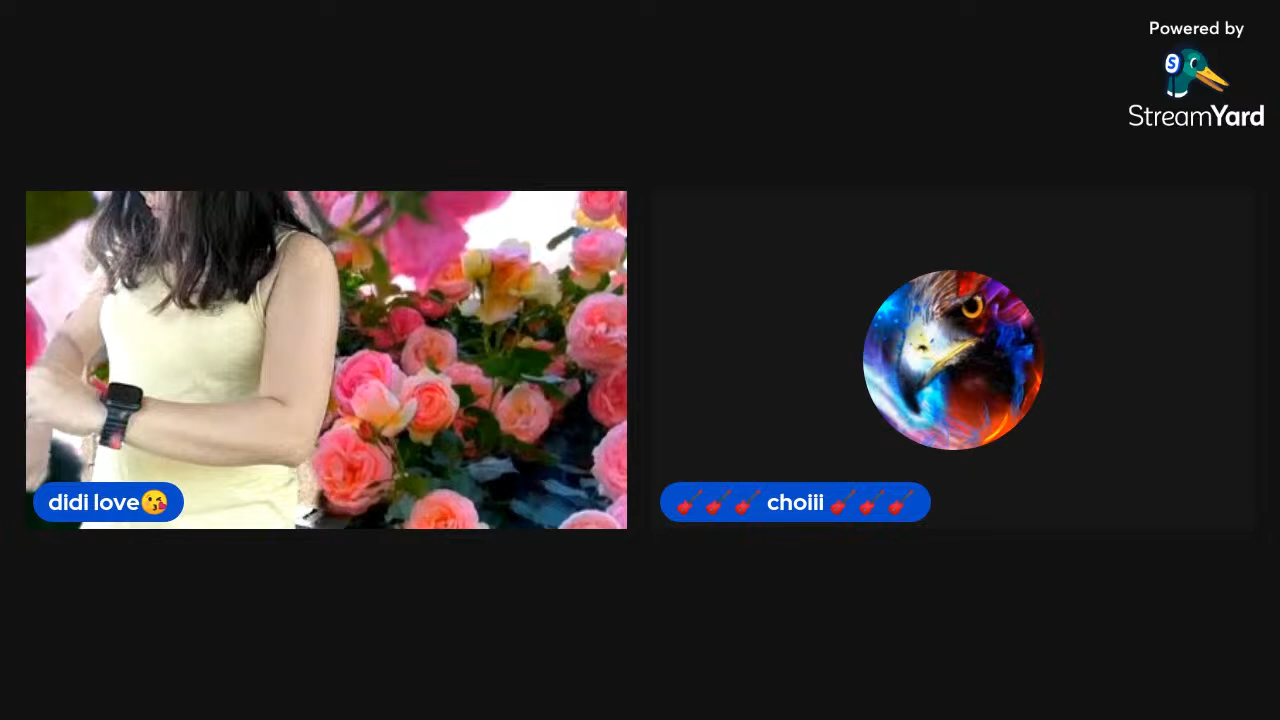 Powered by
S
StreamYard
didi love😘
🎸🎸🎸 choiii 🎸🎸🎸